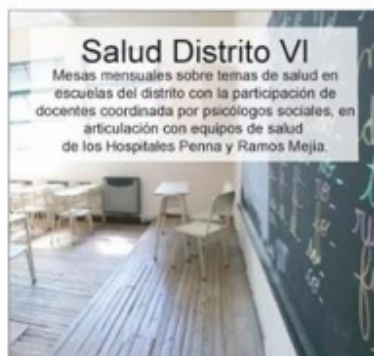 Salud Distrito VI
Mesas mensuales sobre temas de salud en
escuelas del distrito con la participación de
docentes coordinada por psicólogos sociales, en
articulación con equipos de salud
de los Hospitales Penna y Ramos Mejía.